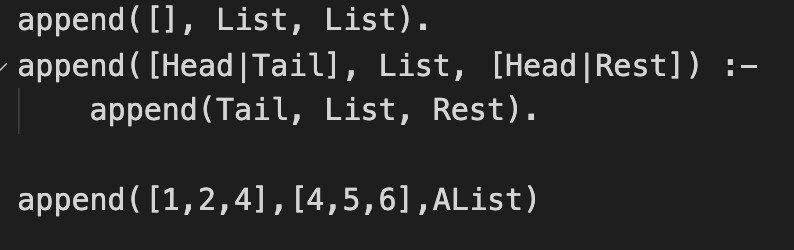 append([], List, List).
append([Head|Tail], List, [Head|Rest]) :-
    append(Tail, List, Rest).
append([1,2,4],[4,5,6],AList)